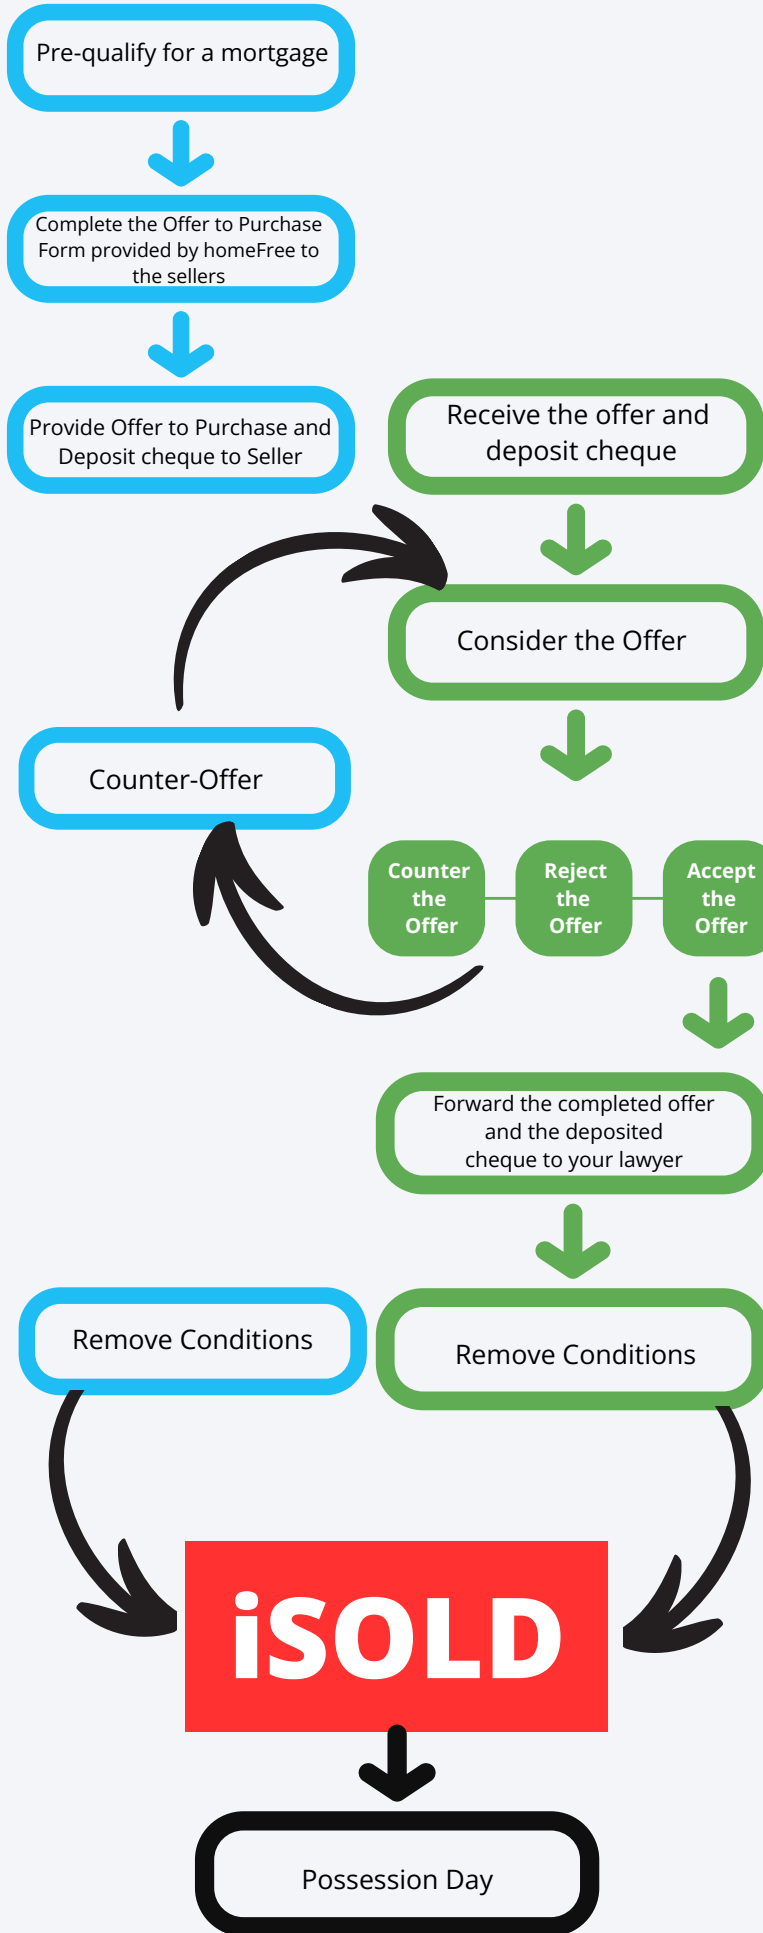 Pre-qualify for a mortgage
Complete the Offer to Purchase
Form provided by homeFree to
the sellers
Provide Offer to Purchase and
Deposit cheque to Seller
Receive the offer and
deposit cheque
Consider the Offer
Counter-Offer
Counter
the
Offer
Reject
the
Offer
Accept
the
Offer
Forward the completed offer
and the deposited
cheque to your lawyer
Remove Conditions
Remove Conditions
iSOLD
Possession Day